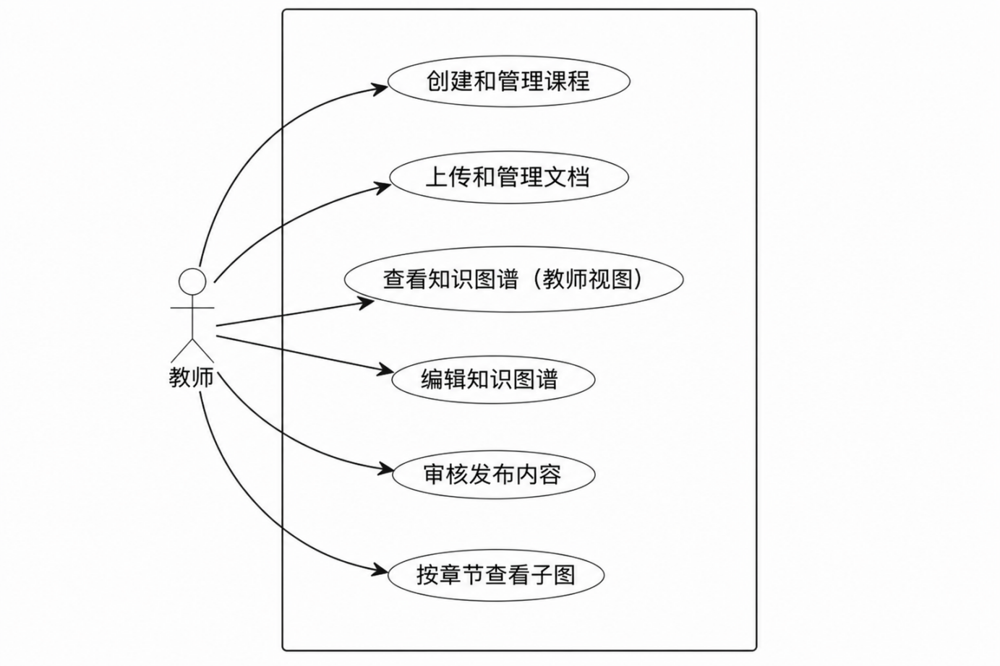 创建和管理课程
上传和管理文档
查看知识图谱（教师视图）
编辑知识图谱
教师
审核发布内容
按章节查看子图